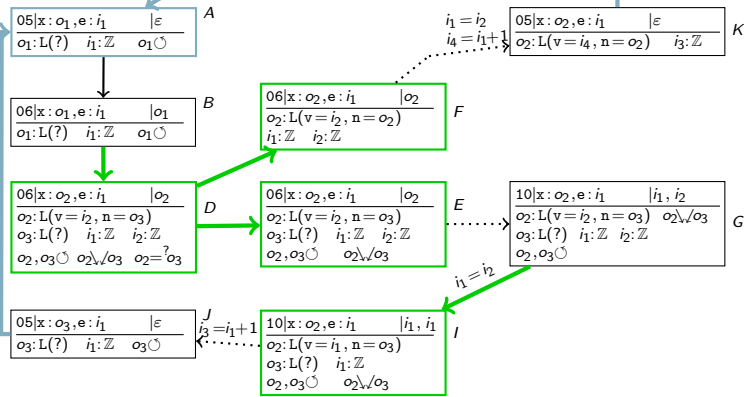 A
05|x:o₁,e:i₁ |ε
o₁:L(?) i₁:ℤ o₁↺
B
06|x:o₁,e:i₁ |o₁
o₁:L(?) i₁:ℤ o₁↺
D
06|x:o₂,e:i₁ |o₂
o₂:L(v=i₂,n=o₃)
o₃:L(?) i₁:ℤ i₂:ℤ
o₂,o₃↺ o₂↘↙o₃ o₂=?o₃
F
06|x:o₂,e:i₁ |o₂
o₂:L(v=i₂,n=o₂)
i₁:ℤ i₂:ℤ
i₁=i₂
i₄=i₁+1
K
05|x:o₂,e:i₁ |ε
o₂:L(v=i₄,n=o₂) i₃:ℤ
E
06|x:o₂,e:i₁ |o₂
o₂:L(v=i₂,n=o₃)
o₃:L(?) i₁:ℤ i₂:ℤ
o₂,o₃↺ o₂↘↙o₃
G
10|x:o₂,e:i₁ |i₁,i₂
o₂:L(v=i₂,n=o₃) o₂↘↙o₃
o₃:L(?) i₁:ℤ i₂:ℤ
o₂,o₃↺
i₁=i₂
J
05|x:o₃,e:i₁ |ε
o₃:L(?) i₁:ℤ o₃↺
i₃=i₁+1
I
10|x:o₂,e:i₁ |i₁,i₁
o₂:L(v=i₁,n=o₃)
o₃:L(?) i₁:ℤ
o₂,o₃↺ o₂↘↙o₃